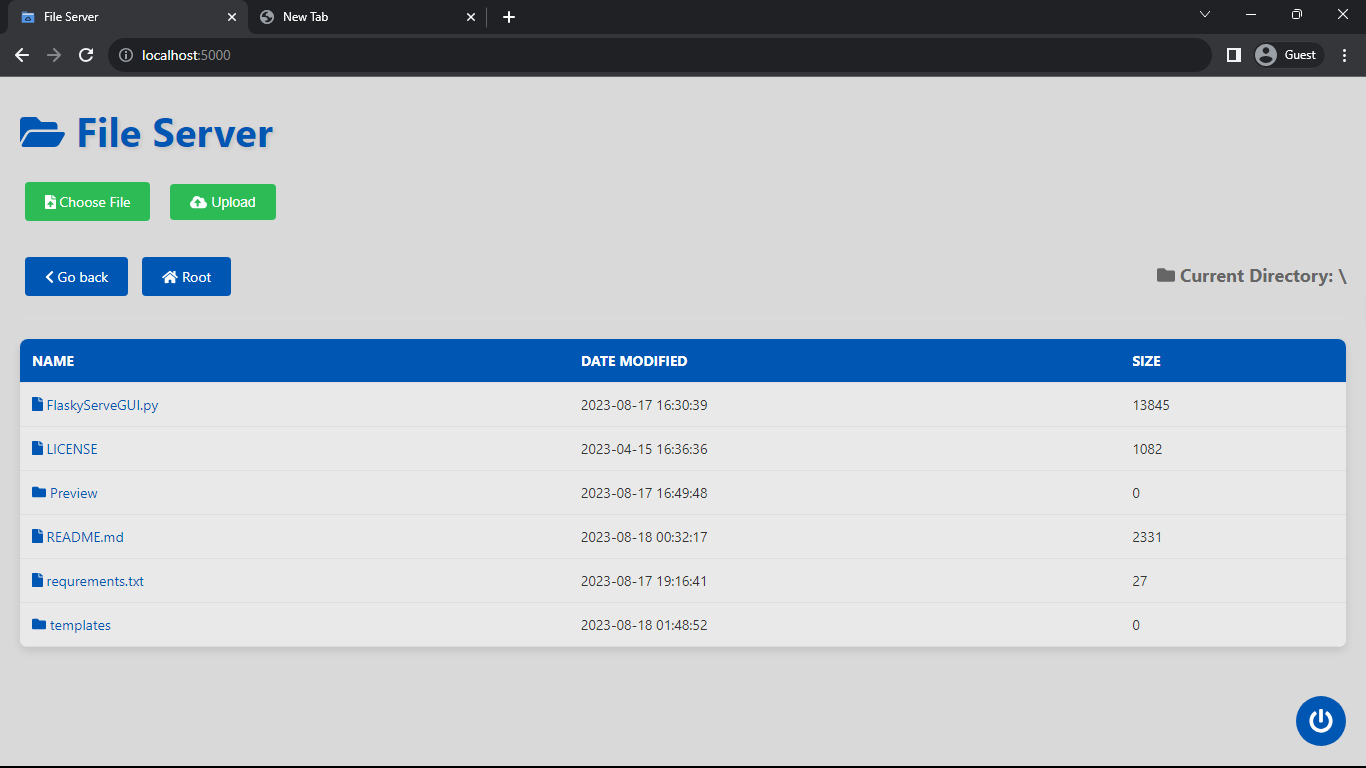 File Server
New Tab
localhost:5000
Guest
File Server
Choose File Upload
Go back Root Current Directory: \
NAME DATE MODIFIED SIZE
FlaskyServeGUI.py 2023-08-17 16:30:39 13845
LICENSE 2023-04-15 16:36:36 1082
Preview 2023-08-17 16:49:48 0
README.md 2023-08-18 00:32:17 2331
requrements.txt 2023-08-17 19:16:41 27
templates 2023-08-18 01:48:52 0